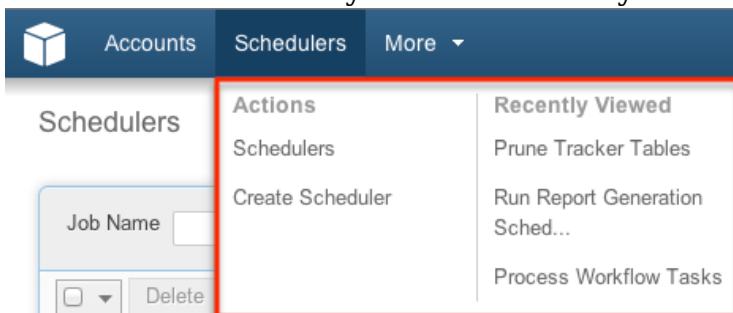 Accounts Schedulers More
Schedulers
Actions
Schedulers
Create Scheduler
Recently Viewed
Prune Tracker Tables
Run Report Generation
Sched...
Process Workflow Tasks
Job Name
Delete